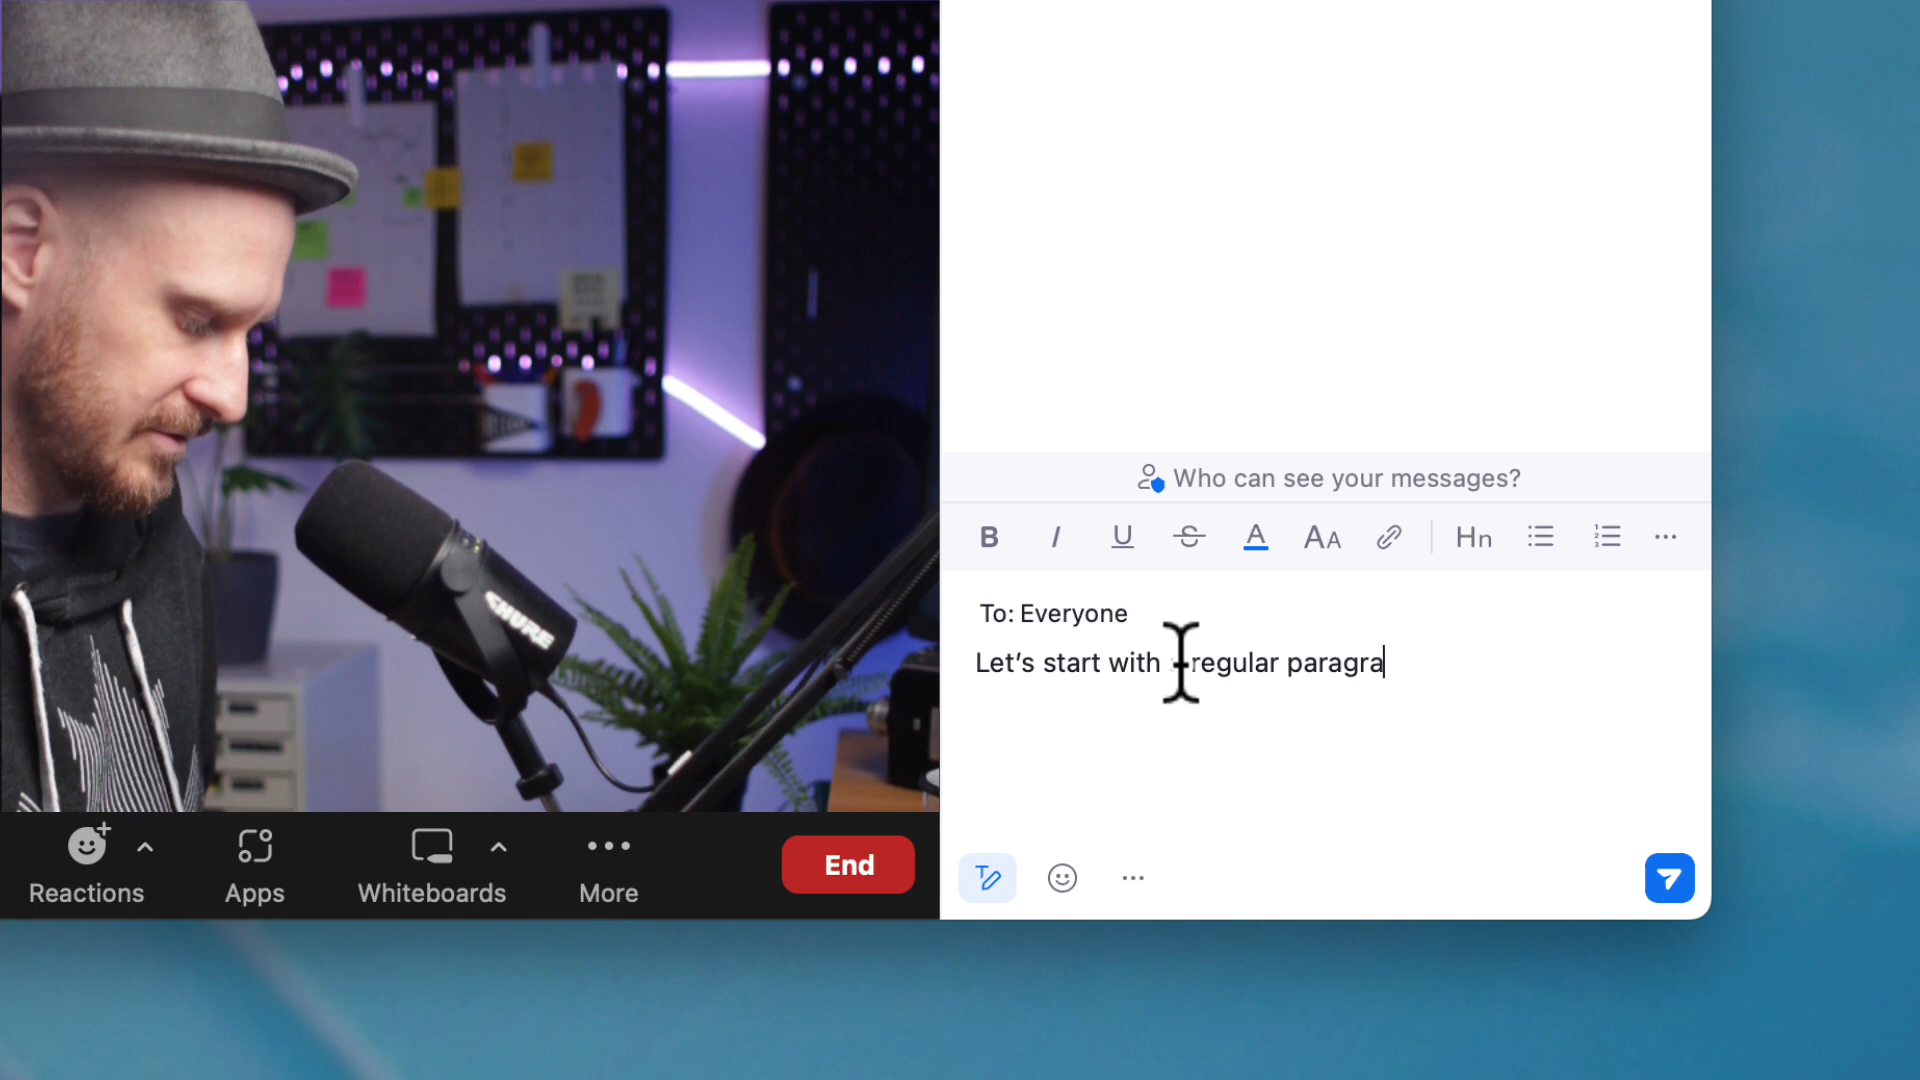 SHURE
Who can see your messages?
B I U S A AA Hn
To: Everyone
Let's start with regular paragra
Reactions
Apps
Whiteboards
More
End